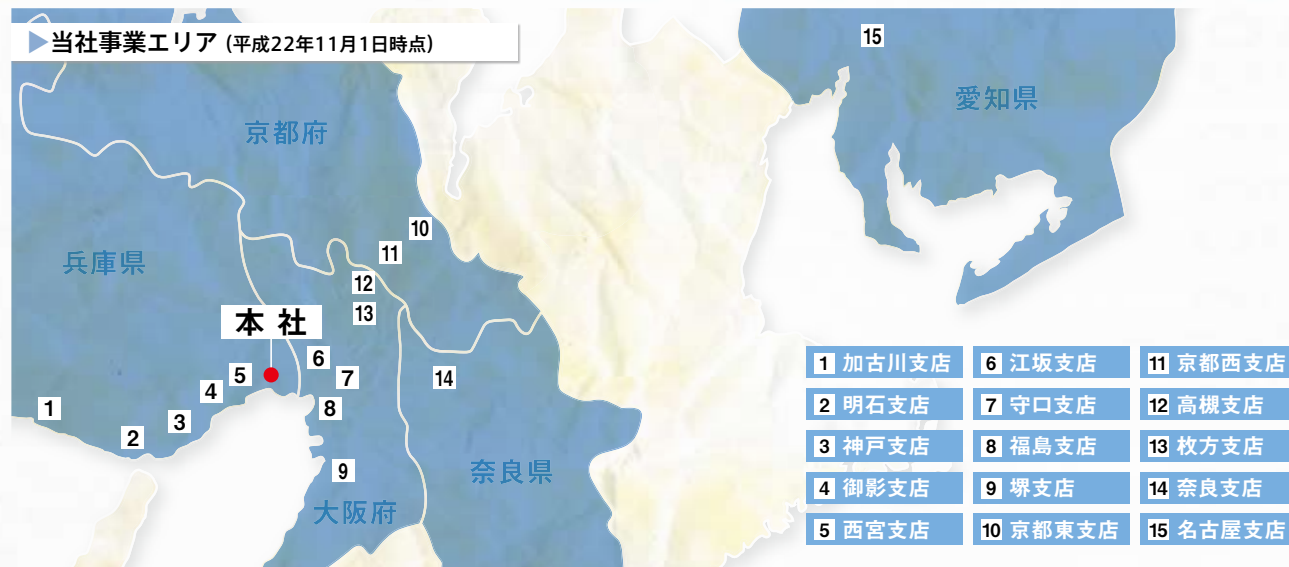 ▶当社事業エリア (平成22年11月1日時点)
15
愛知県
京都府
10
11
兵庫県
12
13
本社
6
5
7
14
4
1
8
3
2
9
奈良県
大阪府
1 加古川支店
2 明石支店
3 神戸支店
4 御影支店
5 西宮支店
6 江坂支店
7 守口支店
8 福島支店
9 堺支店
10 京都東支店
11 京都西支店
12 高槻支店
13 枚方支店
14 奈良支店
15 名古屋支店